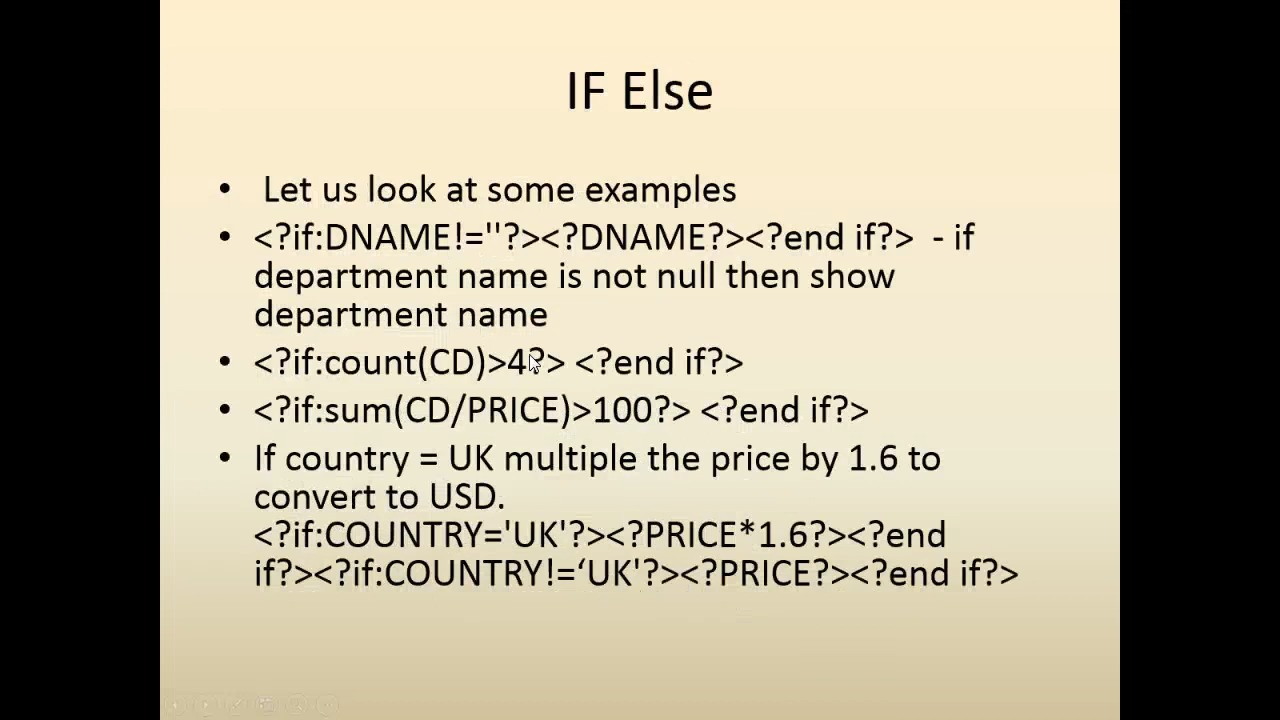 IF Else
• Let us look at some examples
• <?if:DNAME!=''?><?DNAME?><?end if?>  - if
department name is not null then show
department name
• <?if:count(CD)>4?> <?end if?>
• <?if:sum(CD/PRICE)>100?> <?end if?>
• If country = UK multiple the price by 1.6 to
convert to USD.
<?if:COUNTRY='UK'?><?PRICE*1.6?><?end
if?><?if:COUNTRY!=‘UK'?><?PRICE?><?end if?>